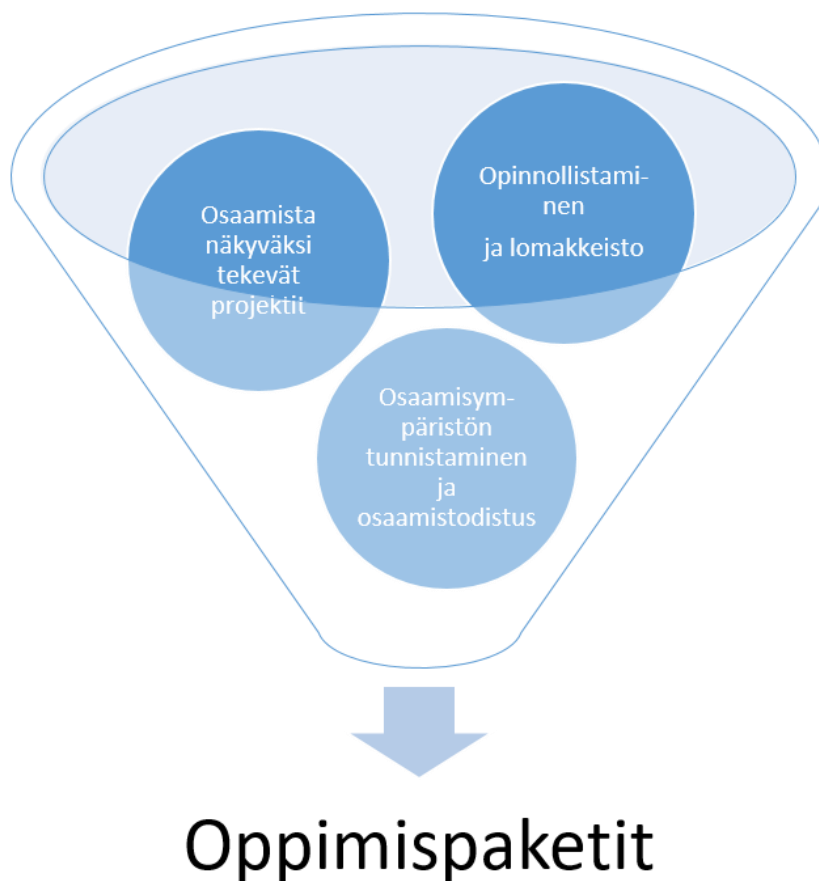 Osaamista
näkyväksi
tekevät
projektit
Opinnollistami-
nen
ja lomakkeisto
Osaamisym-
päristön
tunnistaminen
ja
osaamistodistus
Oppimispaketit